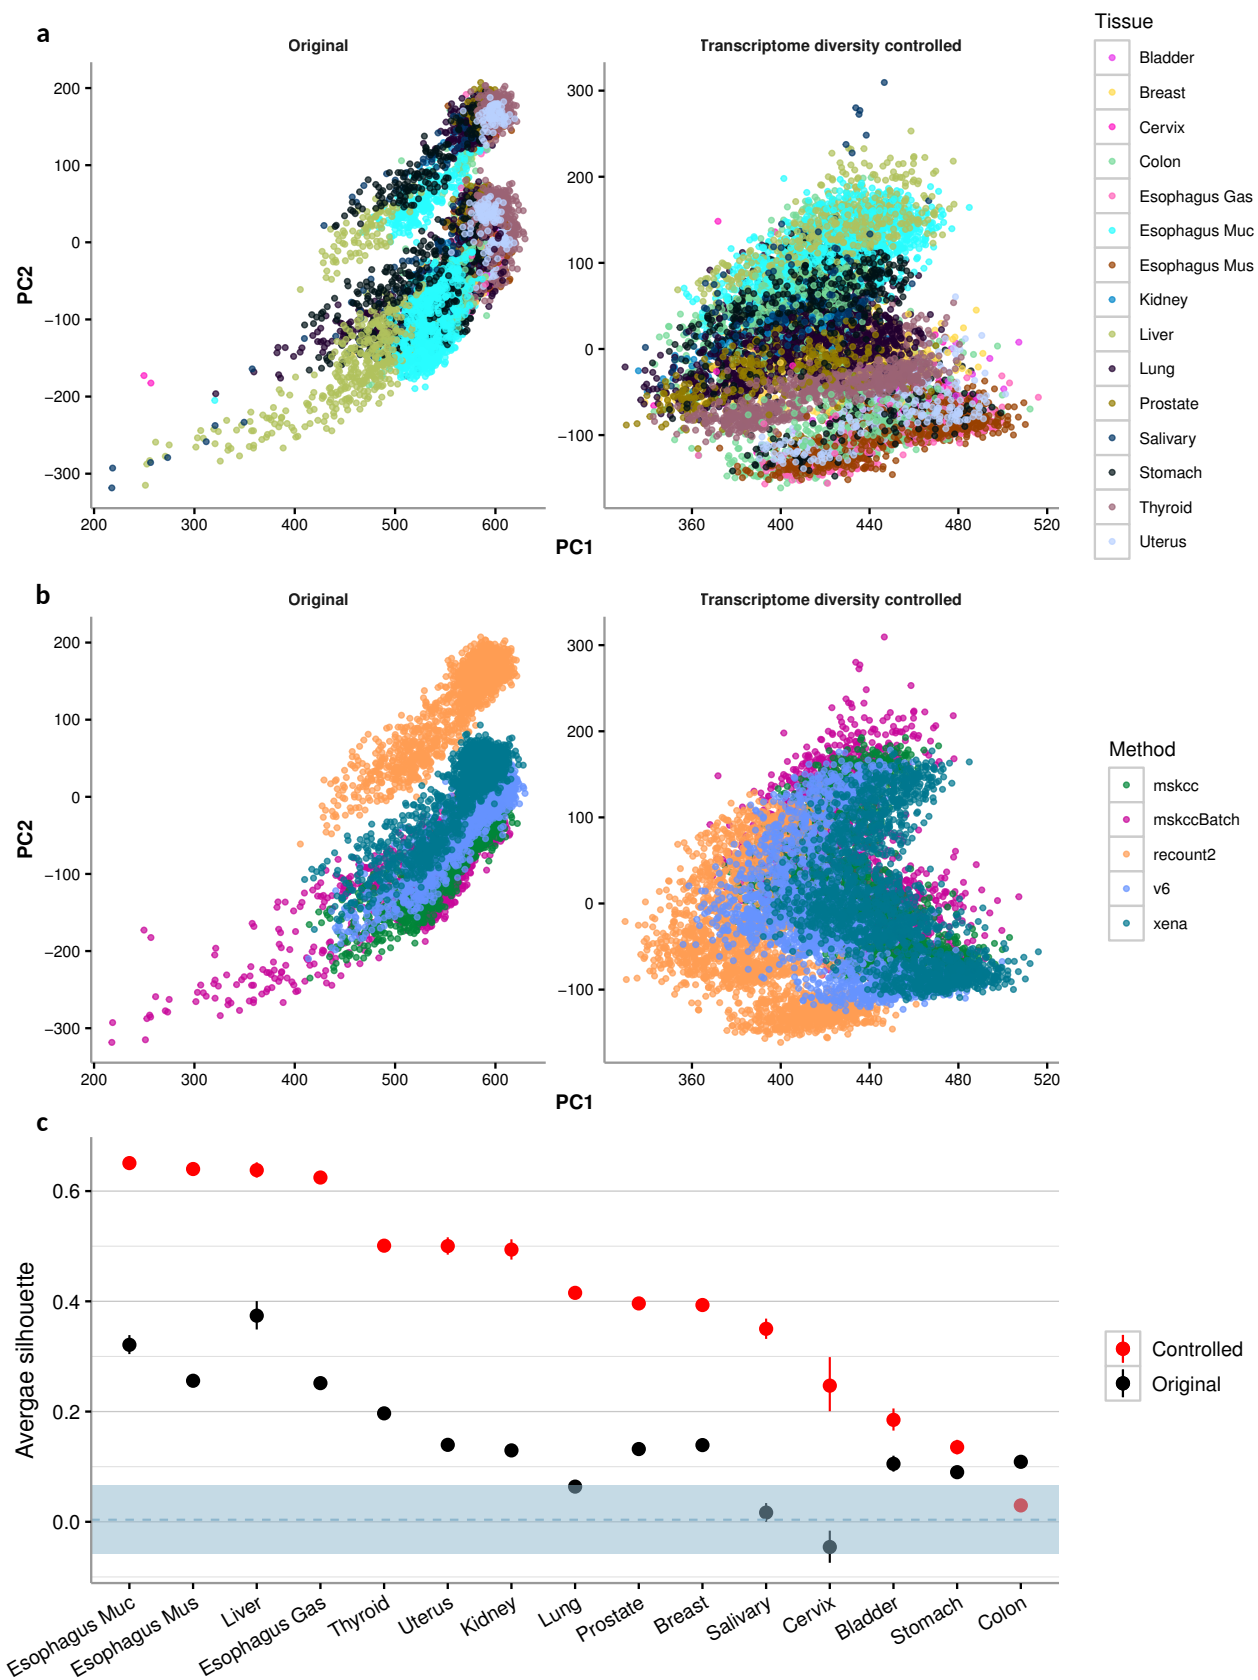 a
Original
Transcriptome diversity controlled
Tissue
Bladder
Breast
Cervix
Colon
Esophagus Gas
Esophagus Muc
Esophagus Mus
Kidney
Liver
Lung
Prostate
Salivary
Stomach
Thyroid
Uterus
PC2
200
100
0
−100
−200
−300
200
300
400
500
600
300
200
100
0
−100
360
400
440
480
520
PC1
b
Original
Transcriptome diversity controlled
PC2
200
100
0
−100
−200
−300
200
300
400
500
600
300
200
100
0
−100
360
400
440
480
520
PC1
Method
mskcc
mskccBatch
recount2
v6
xena
c
Avergae silhouette
0.6
0.4
0.2
0.0
Esophagus Muc
Esophagus Mus
Liver
Esophagus Gas
Thyroid
Uterus
Kidney
Lung
Prostate
Breast
Salivary
Cervix
Bladder
Stomach
Colon
Controlled
Original